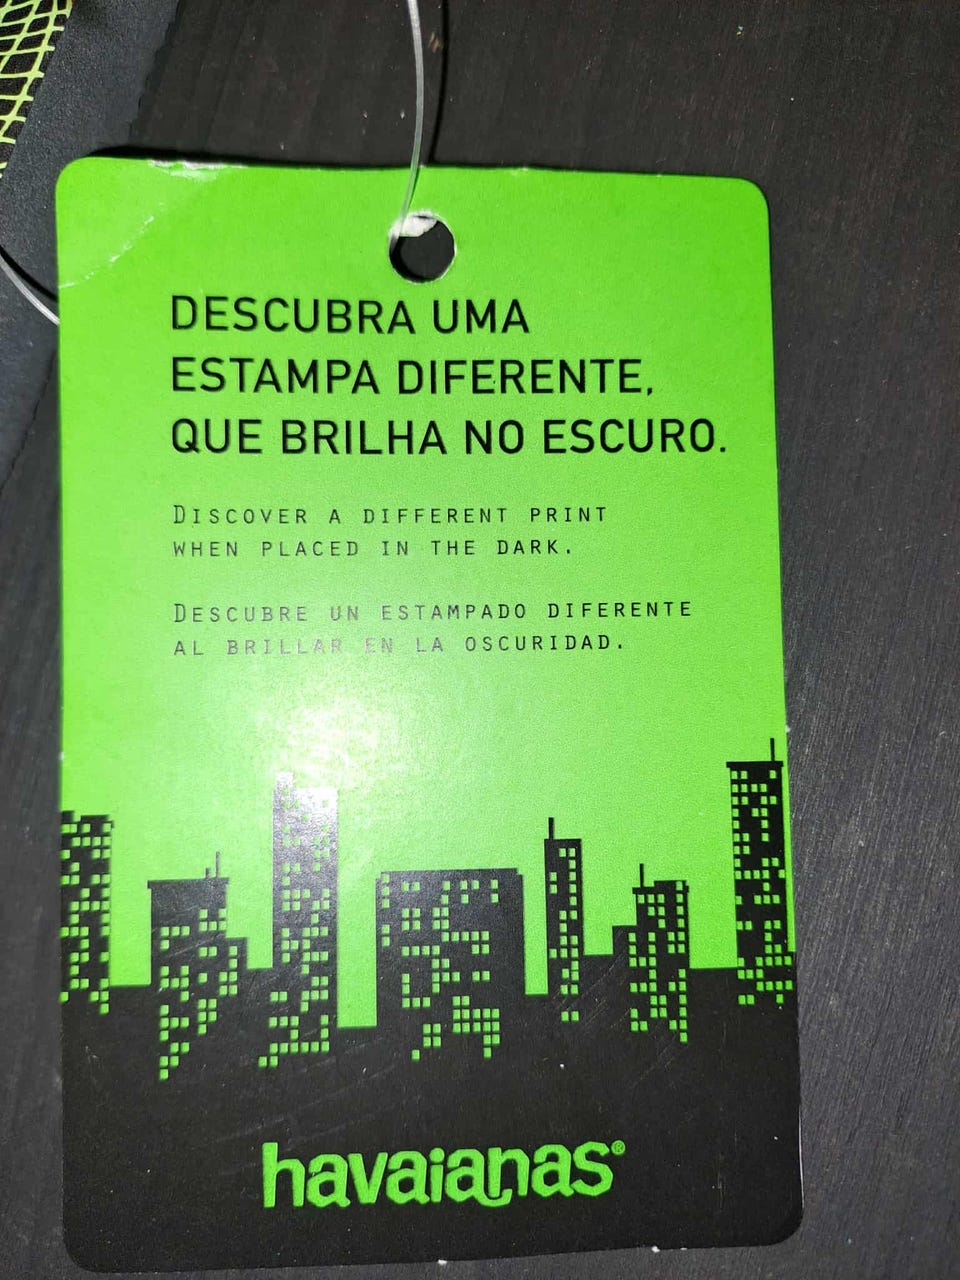 DESCUBRA UMA
ESTAMPA DIFERENTE,
QUE BRILHA NO ESCURO.
DISCOVER A DIFFERENT PRINT
WHEN PLACED IN THE DARK.
DESCUBRE UN ESTAMPADO DIFERENTE
AL BRILLAR EN LA OSCURIDAD.
havaianas®